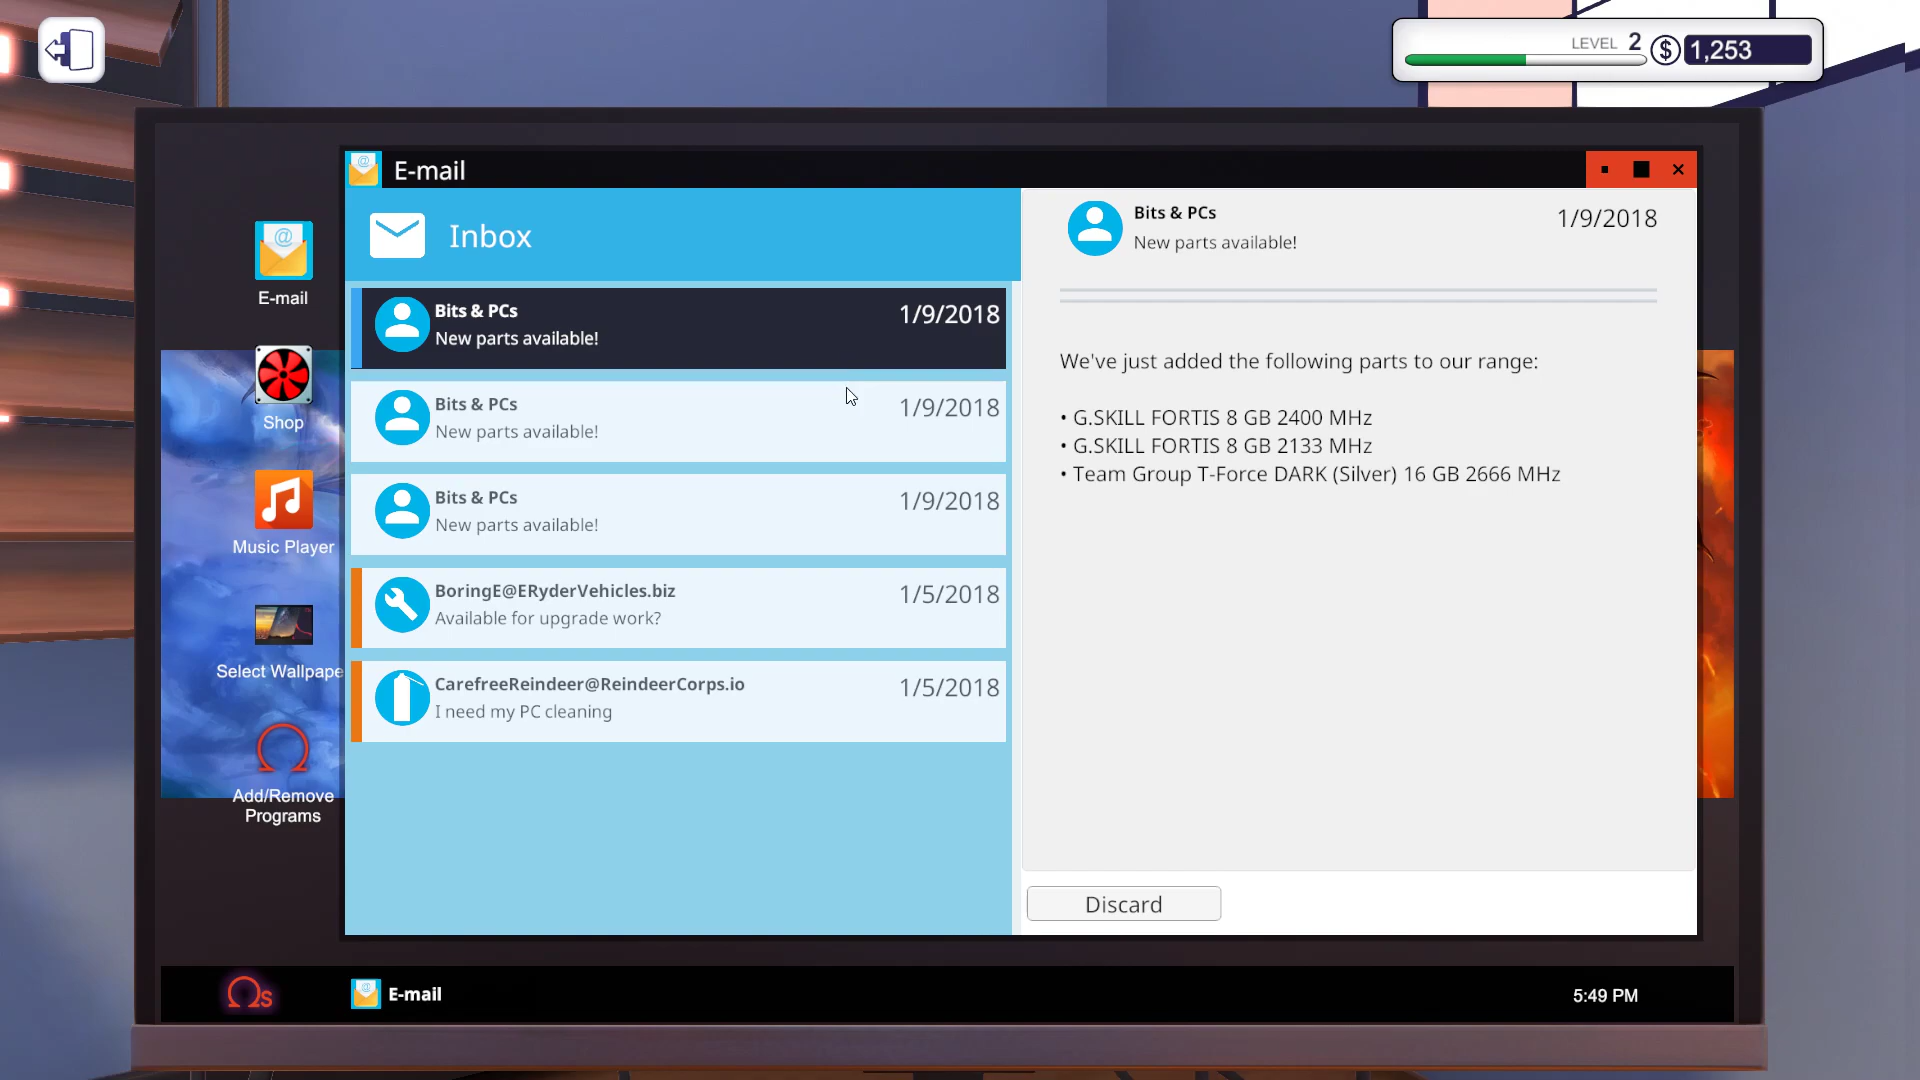 LEVEL 2
$ 1,253
E-mail
Inbox
Bits & PCs
1/9/2018
New parts available!
Bits & PCs
1/9/2018
New parts available!
Bits & PCs
1/9/2018
New parts available!
BoringE@ERyderVehicles.biz
1/5/2018
Available for upgrade work?
CarefreeReindeer@ReindeerCorps.io
1/5/2018
I need my PC cleaning
Bits & PCs
1/9/2018
New parts available!
We've just added the following parts to our range:
• G.SKILL FORTIS 8 GB 2400 MHz
• G.SKILL FORTIS 8 GB 2133 MHz
• Team Group T-Force DARK (Silver) 16 GB 2666 MHz
Discard
E-mail
Shop
Music Player
Select Wallpape
Add/Remove
Programs
Ωs
E-mail
5:49 PM